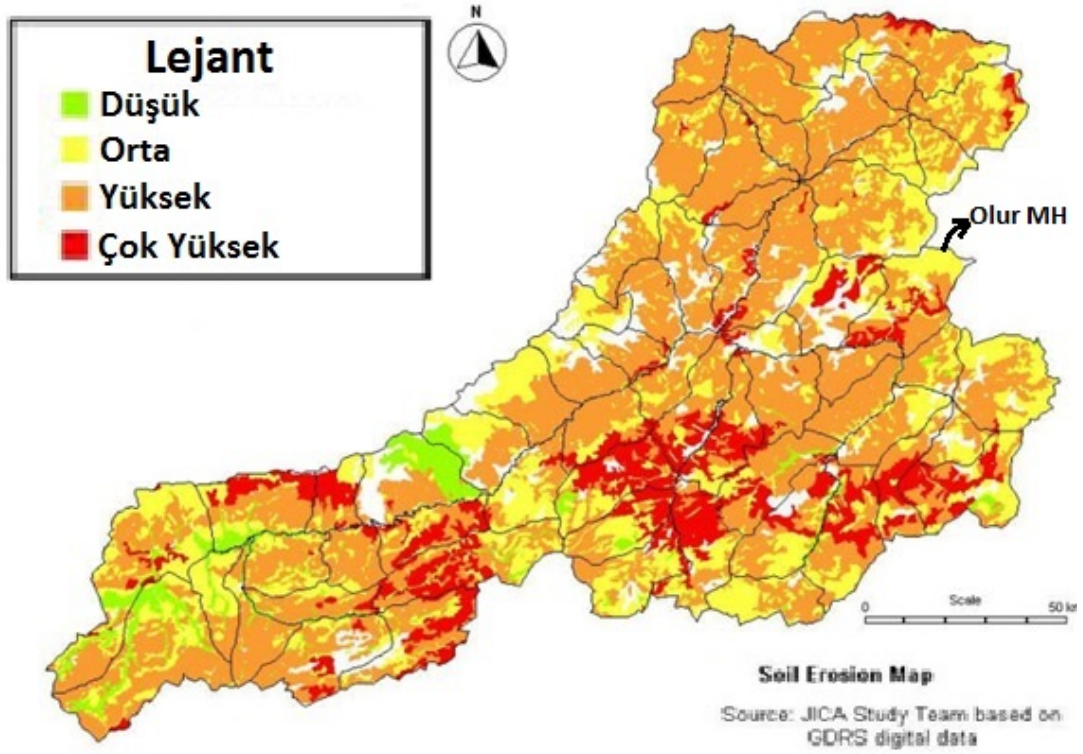 Lejant
Düşük
Orta
Yüksek
Çok Yüksek
N
Olur MH
Scale
0 50 km
Soil Erosion Map
Source: JICA Study Team based on
GDRS digital data